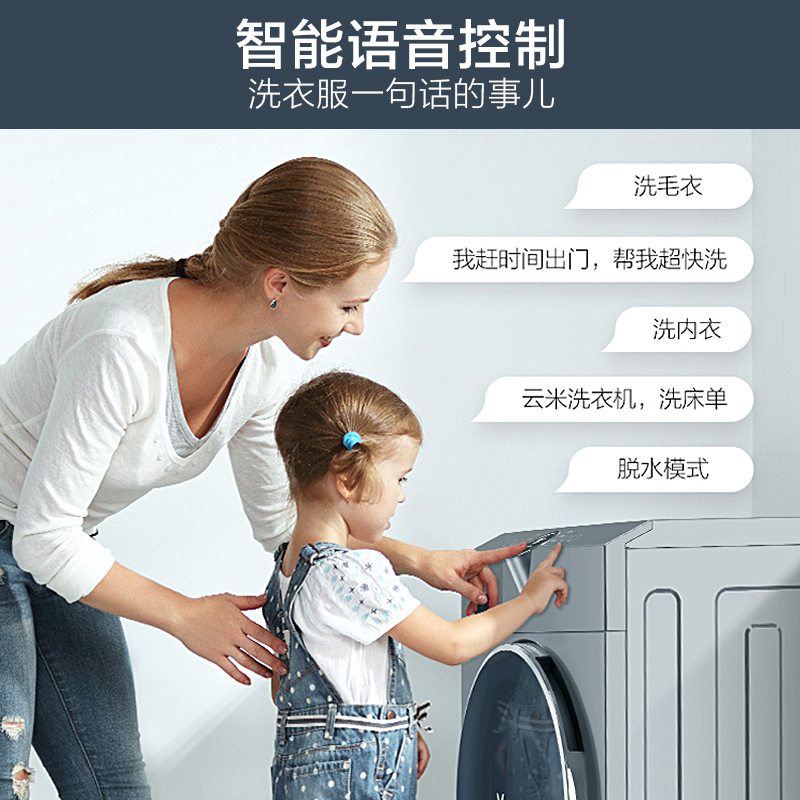 智能语音控制
洗衣服一句话的事儿
洗毛衣
我赶时间出门，帮我超快洗
洗内衣
云米洗衣机，洗床单
脱水模式